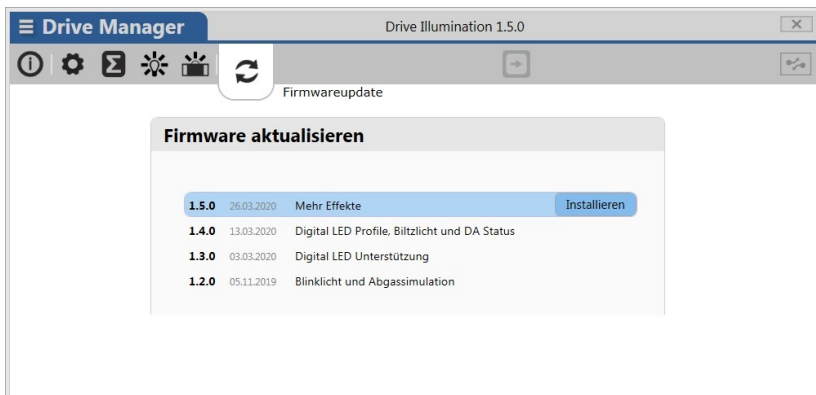 Drive Manager
Drive Illumination 1.5.0
Firmwareupdate
Firmware aktualisieren
1.5.0 26.03.2020 Mehr Effekte Installieren
1.4.0 13.03.2020 Digital LED Profile, Biltzlicht und DA Status
1.3.0 03.03.2020 Digital LED Unterstützung
1.2.0 05.11.2019 Blinklicht und Abgassimulation